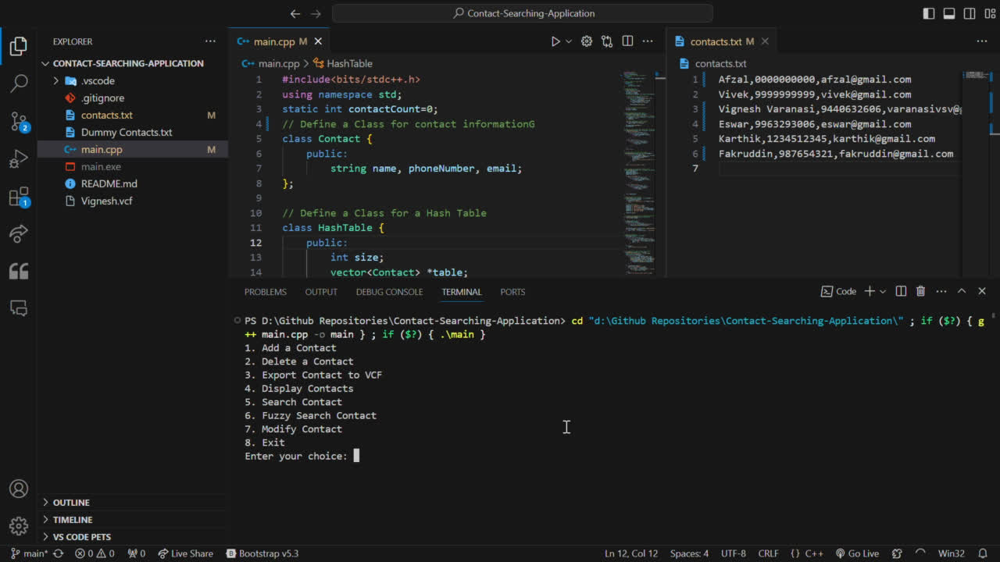 Contact-Searching-Application
EXPLORER
CONTACT-SEARCHING-APPLICATION
.vscode
.gitignore
contacts.txt M
Dummy Contacts.txt
main.cpp M
main.exe
README.md
Vignesh.vcf
OUTLINE
TIMELINE
VS CODE PETS
2
1
main.cpp M
main.cpp > HashTable
1 #include<bits/stdc++.h>
2 using namespace std;
3 static int contactCount=0;
4 // Define a Class for contact informationG
5 class Contact {
6 public:
7 string name, phoneNumber, email;
8 };
9
10 // Define a Class for a Hash Table
11 class HashTable {
12 public:
13 int size;
14 vector<Contact> *table;
contacts.txt M
contacts.txt
1 Afzal,0000000000,afzal@gmail.com
2 Vivek,9999999999,vivek@gmail.com
3 Vignesh Varanasi,9440652606,varanasivsv@g
4 Eswar,3263293006,eswar@gmail.com
5 Karthik,1234512345,karthik@gmail.com
6 Fakruddin,987654321,fakruddin@gmail.com
7
PROBLEMS OUTPUT DEBUG CONSOLE TERMINAL PORTS
Code
PS D:\Github Repositories\Contact-Searching-Application> cd "d:\Github Repositories\Contact-Searching-Application\" ; if ($?) { g
++ main.cpp -o main } ; if ($?) { .\main }
1. Add a Contact
2. Delete a Contact
3. Export Contact to VCF
4. Display Contacts
5. Search Contact
6. Fuzzy Search Contact
7. Modify Contact
8. Exit
Enter your choice:
main* 0 0 0 Live Share Bootstrap v5.3 Ln 12, Col 12 Spaces: 4 UTF-8 CRLF {} C++ Go Live Win32